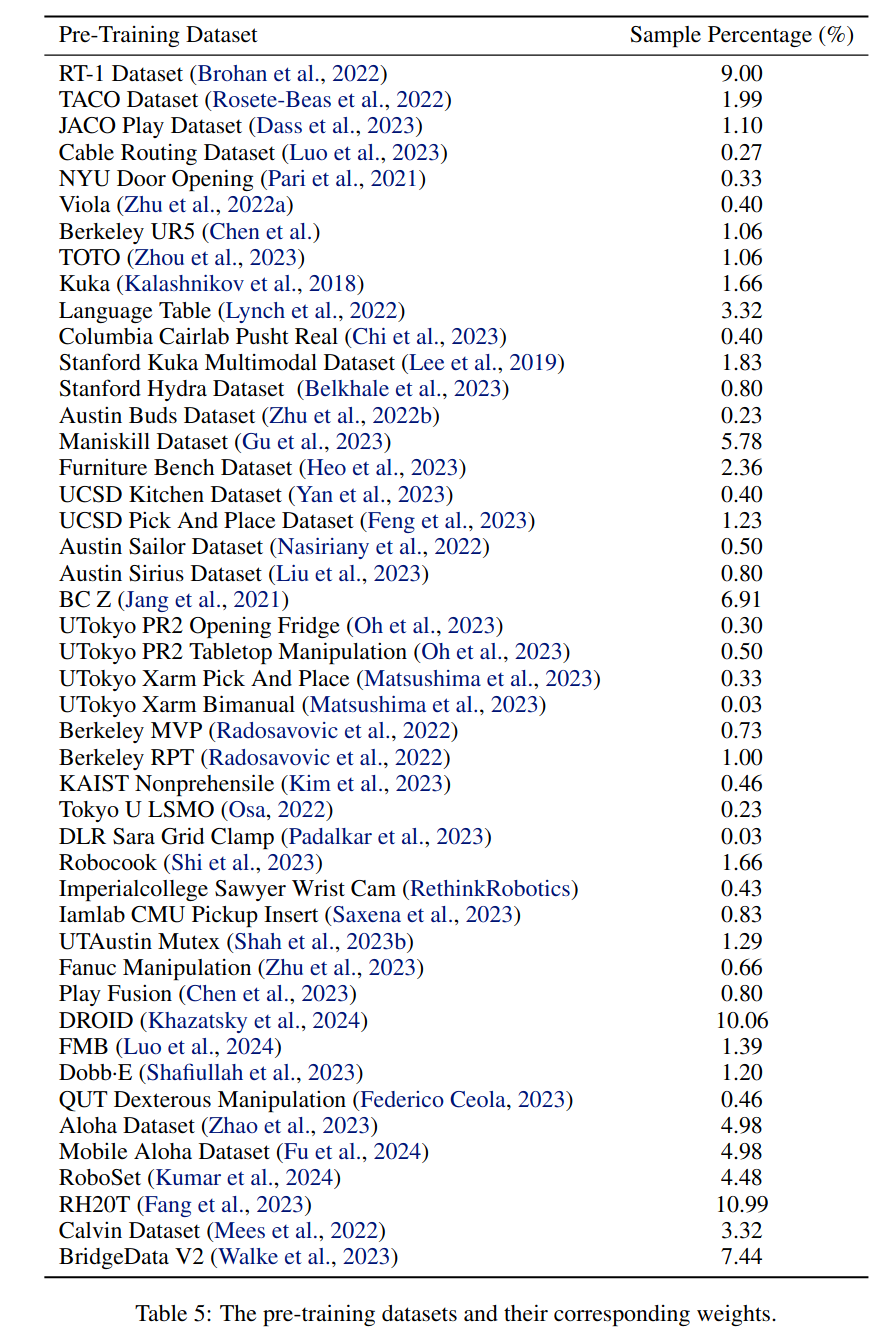 Pre-Training Dataset Sample Percentage (%)
RT-1 Dataset (Brohan et al., 2022) 9.00
TACO Dataset (Rosete-Beas et al., 2022) 1.99
JACO Play Dataset (Dass et al., 2023) 1.10
Cable Routing Dataset (Luo et al., 2023) 0.27
NYU Door Opening (Pari et al., 2021) 0.33
Viola (Zhu et al., 2022a) 0.40
Berkeley UR5 (Chen et al.) 1.06
TOTO (Zhou et al., 2023) 1.06
Kuka (Kalashnikov et al., 2018) 1.66
Language Table (Lynch et al., 2022) 3.32
Columbia Cairlab Pusht Real (Chi et al., 2023) 0.40
Stanford Kuka Multimodal Dataset (Lee et al., 2019) 1.83
Stanford Hydra Dataset (Belkhale et al., 2023) 0.80
Austin Buds Dataset (Zhu et al., 2022b) 0.23
Maniskill Dataset (Gu et al., 2023) 5.78
Furniture Bench Dataset (Heo et al., 2023) 2.36
UCSD Kitchen Dataset (Yan et al., 2023) 0.40
UCSD Pick And Place Dataset (Feng et al., 2023) 1.23
Austin Sailor Dataset (Nasiriany et al., 2022) 0.50
Austin Sirius Dataset (Liu et al., 2023) 0.80
BC Z (Jang et al., 2021) 6.91
UTokyo PR2 Opening Fridge (Oh et al., 2023) 0.30
UTokyo PR2 Tabletop Manipulation (Oh et al., 2023) 0.50
UTokyo Xarm Pick And Place (Matsushima et al., 2023) 0.33
UTokyo Xarm Bimanual (Matsushima et al., 2023) 0.03
Berkeley MVP (Radosavovic et al., 2022) 0.73
Berkeley RPT (Radosavovic et al., 2022) 1.00
KAIST Nonprehensile (Kim et al., 2023) 0.46
Tokyo U LSMO (Osa, 2022) 0.23
DLR Sara Grid Clamp (Padalkar et al., 2023) 0.03
Robocook (Shi et al., 2023) 1.66
Imperialcollege Sawyer Wrist Cam (RethinkRobotics) 0.43
Iamlab CMU Pickup Insert (Saxena et al., 2023) 0.83
UTAustin Mutex (Shah et al., 2023b) 1.29
Fanuc Manipulation (Zhu et al., 2023) 0.66
Play Fusion (Chen et al., 2023) 0.80
DROID (Khazatsky et al., 2024) 10.06
FMB (Luo et al., 2024) 1.39
Dobb·E (Shafiullah et al., 2023) 1.20
QUT Dexterous Manipulation (Federico Ceola, 2023) 0.46
Aloha Dataset (Zhao et al., 2023) 4.98
Mobile Aloha Dataset (Fu et al., 2024) 4.98
RoboSet (Kumar et al., 2024) 4.48
RH20T (Fang et al., 2023) 10.99
Calvin Dataset (Mees et al., 2022) 3.32
BridgeData V2 (Walke et al., 2023) 7.44
Table 5: The pre-training datasets and their corresponding weights.